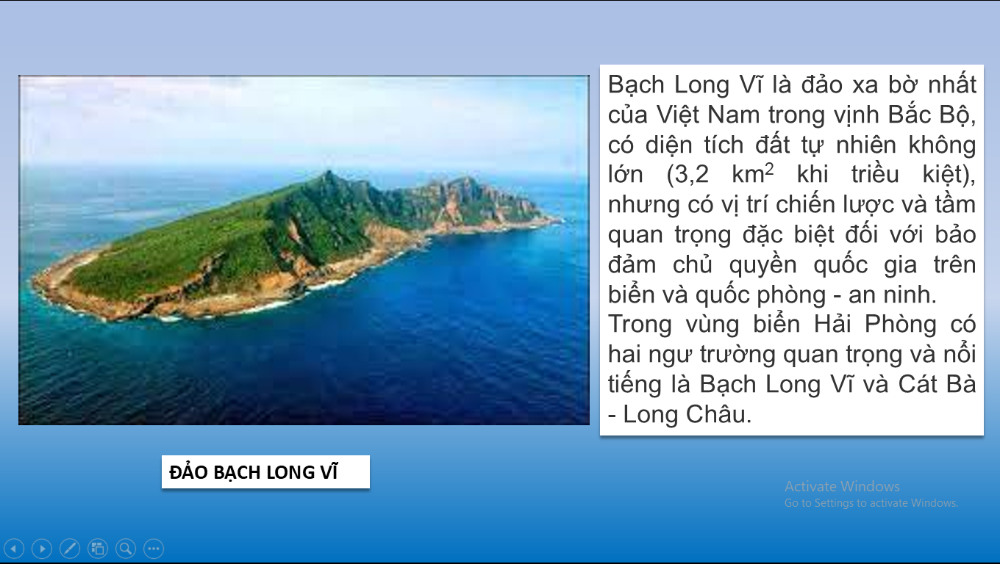 Bạch Long Vĩ là đảo xa bờ nhất
của Việt Nam trong vịnh Bắc Bộ,
có diện tích đất tự nhiên không
lớn (3,2 km² khi triều kiệt),
nhưng có vị trí chiến lược và tầm
quan trọng đặc biệt đối với bảo
đảm chủ quyền quốc gia trên
biển và quốc phòng - an ninh.
Trong vùng biển Hải Phòng có
hai ngư trường quan trọng và nổi
tiếng là Bạch Long Vĩ và Cát Bà
- Long Châu.
ĐẢO BẠCH LONG VĨ
Activate Windows
Go to Settings to activate Windows.